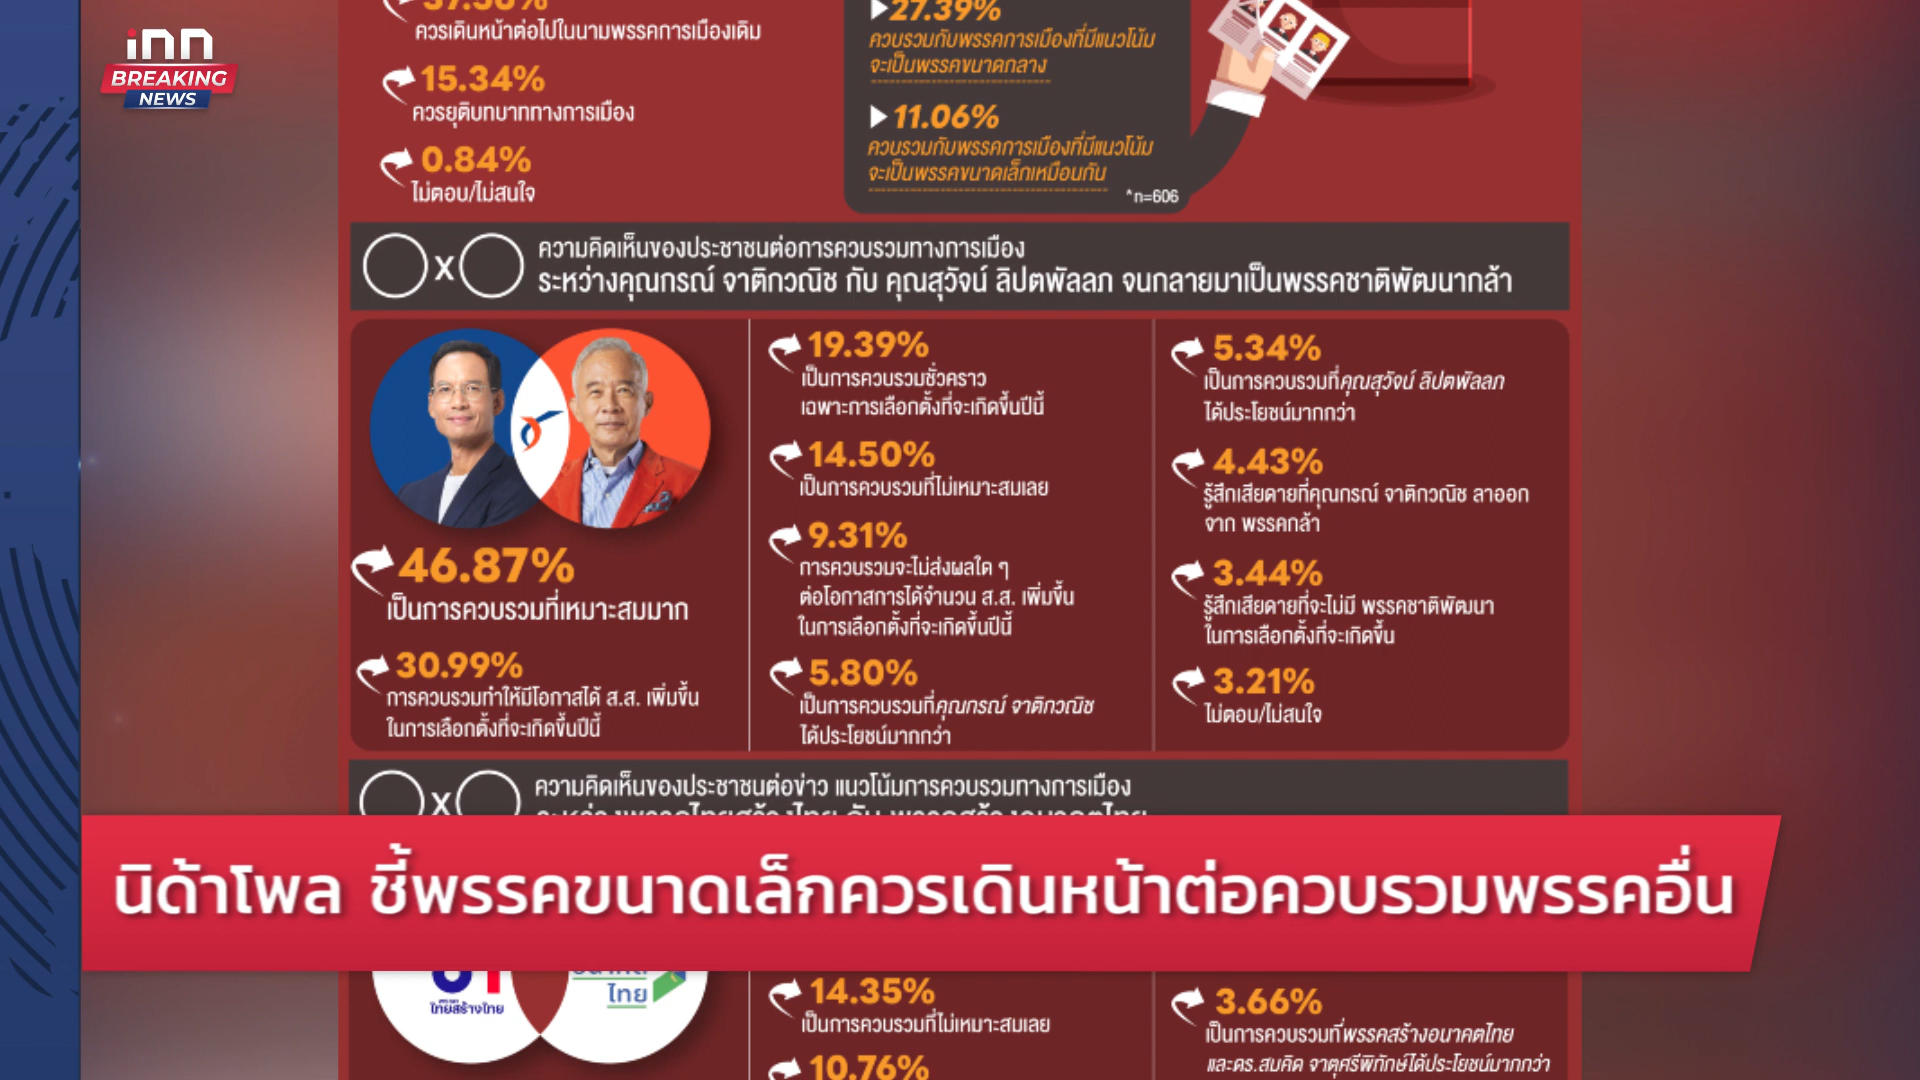 inn
BREAKING
NEWS
ควรเดินหน้าต่อไปในนามพรรคการเมืองเดิม
15.34%
ควรยุติบทบาททางการเมือง
0.84%
ไม่ตอบ/ไม่สนใจ
27.39%
ควบรวมกับพรรคการเมืองที่มีแนวโน้ม
จะเป็นพรรคขนาดกลาง
11.06%
ควบรวมกับพรรคการเมืองที่มีแนวโน้ม
จะเป็นพรรคขนาดเล็กเหมือนกัน
*n=606
x
ความคิดเห็นของประชาชนต่อการควบรวมทางการเมือง
ระหว่างคุณกรณ์ จาติกวณิช กับ คุณสุวัจน์ ลิปตพัลลภ จนกลายมาเป็นพรรคชาติพัฒนากล้า
46.87%
เป็นการควบรวมที่เหมาะสมมาก
30.99%
การควบรวมทำให้มีโอกาสได้ ส.ส. เพิ่มขึ้น
ในการเลือกตั้งที่จะเกิดขึ้นปีนี้
19.39%
เป็นการควบรวมชั่วคราว
เฉพาะการเลือกตั้งที่จะเกิดขึ้นปีนี้
14.50%
เป็นการควบรวมที่ไม่เหมาะสมเลย
9.31%
การควบรวมจะไม่ส่งผลใด ๆ
ต่อโอกาสการได้จำนวน ส.ส. เพิ่มขึ้น
ในการเลือกตั้งที่จะเกิดขึ้นปีนี้
5.80%
เป็นการควบรวมที่คุณกรณ์ จาติกวณิช
ได้ประโยชน์มากกว่า
5.34%
เป็นการควบรวมที่คุณสุวัจน์ ลิปตพัลลภ
ได้ประโยชน์มากกว่า
4.43%
รู้สึกเสียดายที่คุณกรณ์ จาติกวณิช ลาออก
จาก พรรคกล้า
3.44%
รู้สึกเสียดายที่จะไม่มี พรรคชาติพัฒนา
ในการเลือกตั้งที่จะเกิดขึ้น
3.21%
ไม่ตอบ/ไม่สนใจ
x
ความคิดเห็นของประชาชนต่อข่าว แนวโน้มการควบรวมทางการเมือง
นิด้าโพล ชี้พรรคขนาดเล็กควรเดินหน้าต่อควบรวมพรรคอื่น
ไทยสร้างไทย
ไทย
14.35%
เป็นการควบรวมที่ไม่เหมาะสมเลย
10.76%
3.66%
เป็นการควบรวมที่พรรคสร้างอนาคตไทย
และดร.สมคิด จาตุศรีพิทักษ์ได้ประโยชน์มากกว่า